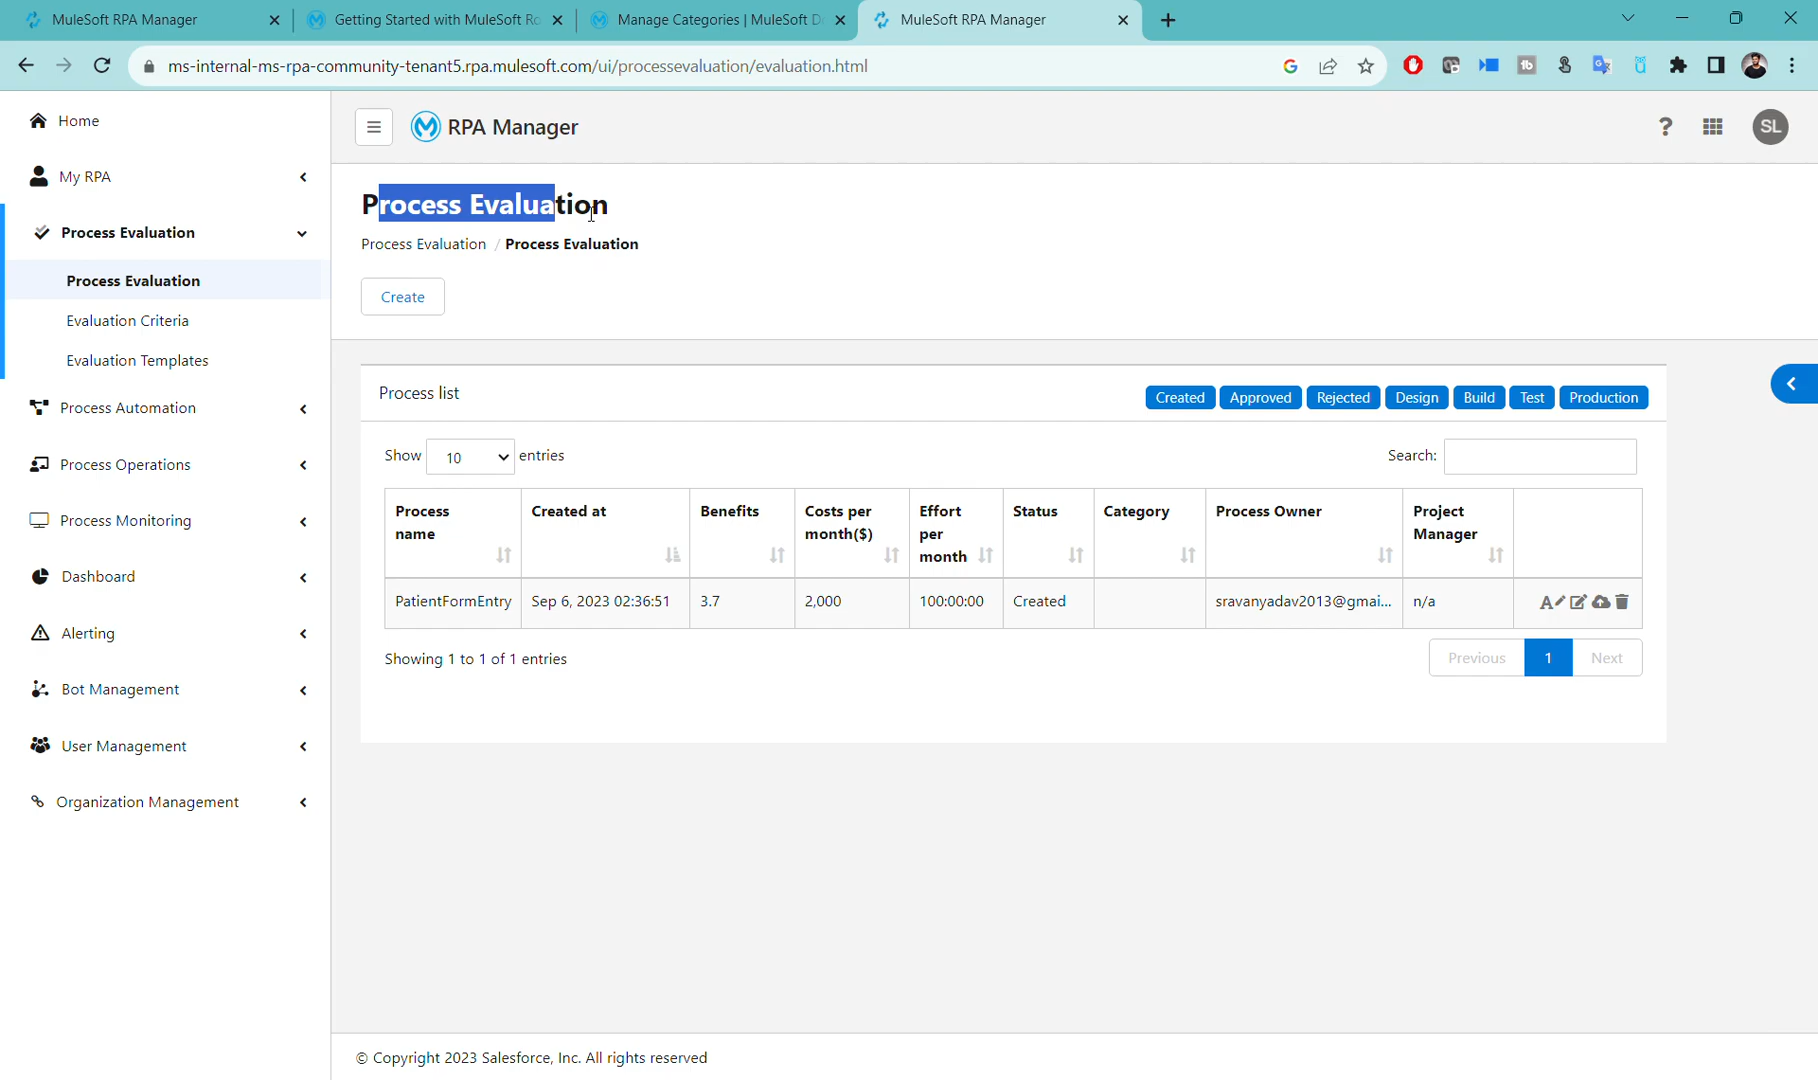 MuleSoft RPA Manager
Getting Started with MuleSoft Ro
Manage Categories | MuleSoft D
MuleSoft RPA Manager
ms-internal-ms-rpa-community-tenant5.rpa.mulesoft.com/ui/processevaluation/evaluation.html
Home
My RPA
Process Evaluation
Process Evaluation
Evaluation Criteria
Evaluation Templates
Process Automation
Process Operations
Process Monitoring
Dashboard
Alerting
Bot Management
User Management
Organization Management
RPA Manager
?
SL
Process Evaluation
Process Evaluation / Process Evaluation
Create
Process list
Created Approved Rejected Design Build Test Production
Show 10 entries
Search:
Process name Created at Benefits Costs per month($) Effort per month Status Category Process Owner Project Manager
PatientFormEntry Sep 6, 2023 02:36:51 3.7 2,000 100:00:00 Created sravanyadav2013@gmai... n/a
Showing 1 to 1 of 1 entries
Previous 1 Next
© Copyright 2023 Salesforce, Inc. All rights reserved